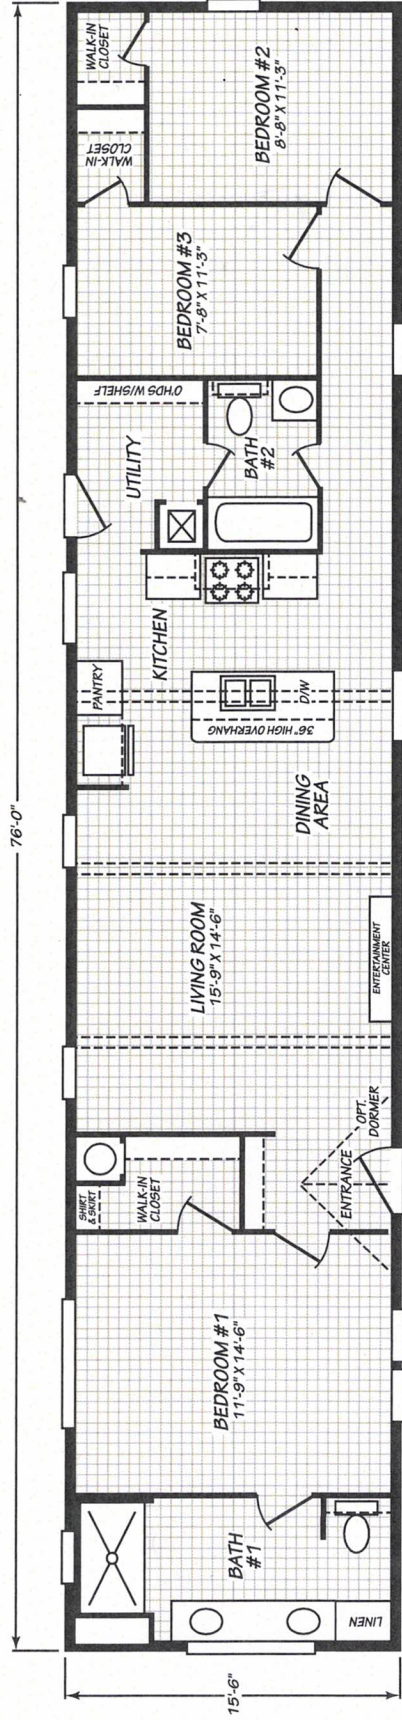 76'-0"
15'-6"
WALK-IN
CLOSET
BEDROOM #2
8'-8" X 11'-3"
WALK-IN
CLOSET
BEDROOM #3
7'-8" X 11'-3"
O'HDS W/SHELF
UTILITY
BATH
#2
KITCHEN
PANTRY
D/W
36" HIGH OVERHANG
DINING
AREA
LIVING ROOM
15'-9" X 14'-6"
ENTERTAINMENT
CENTER
OPT.
DORMER
ENTRANCE
SHIRT
& SKIRT
WALK-IN
CLOSET
BEDROOM #1
11'-9" X 14'-6"
BATH
#1
LINEN